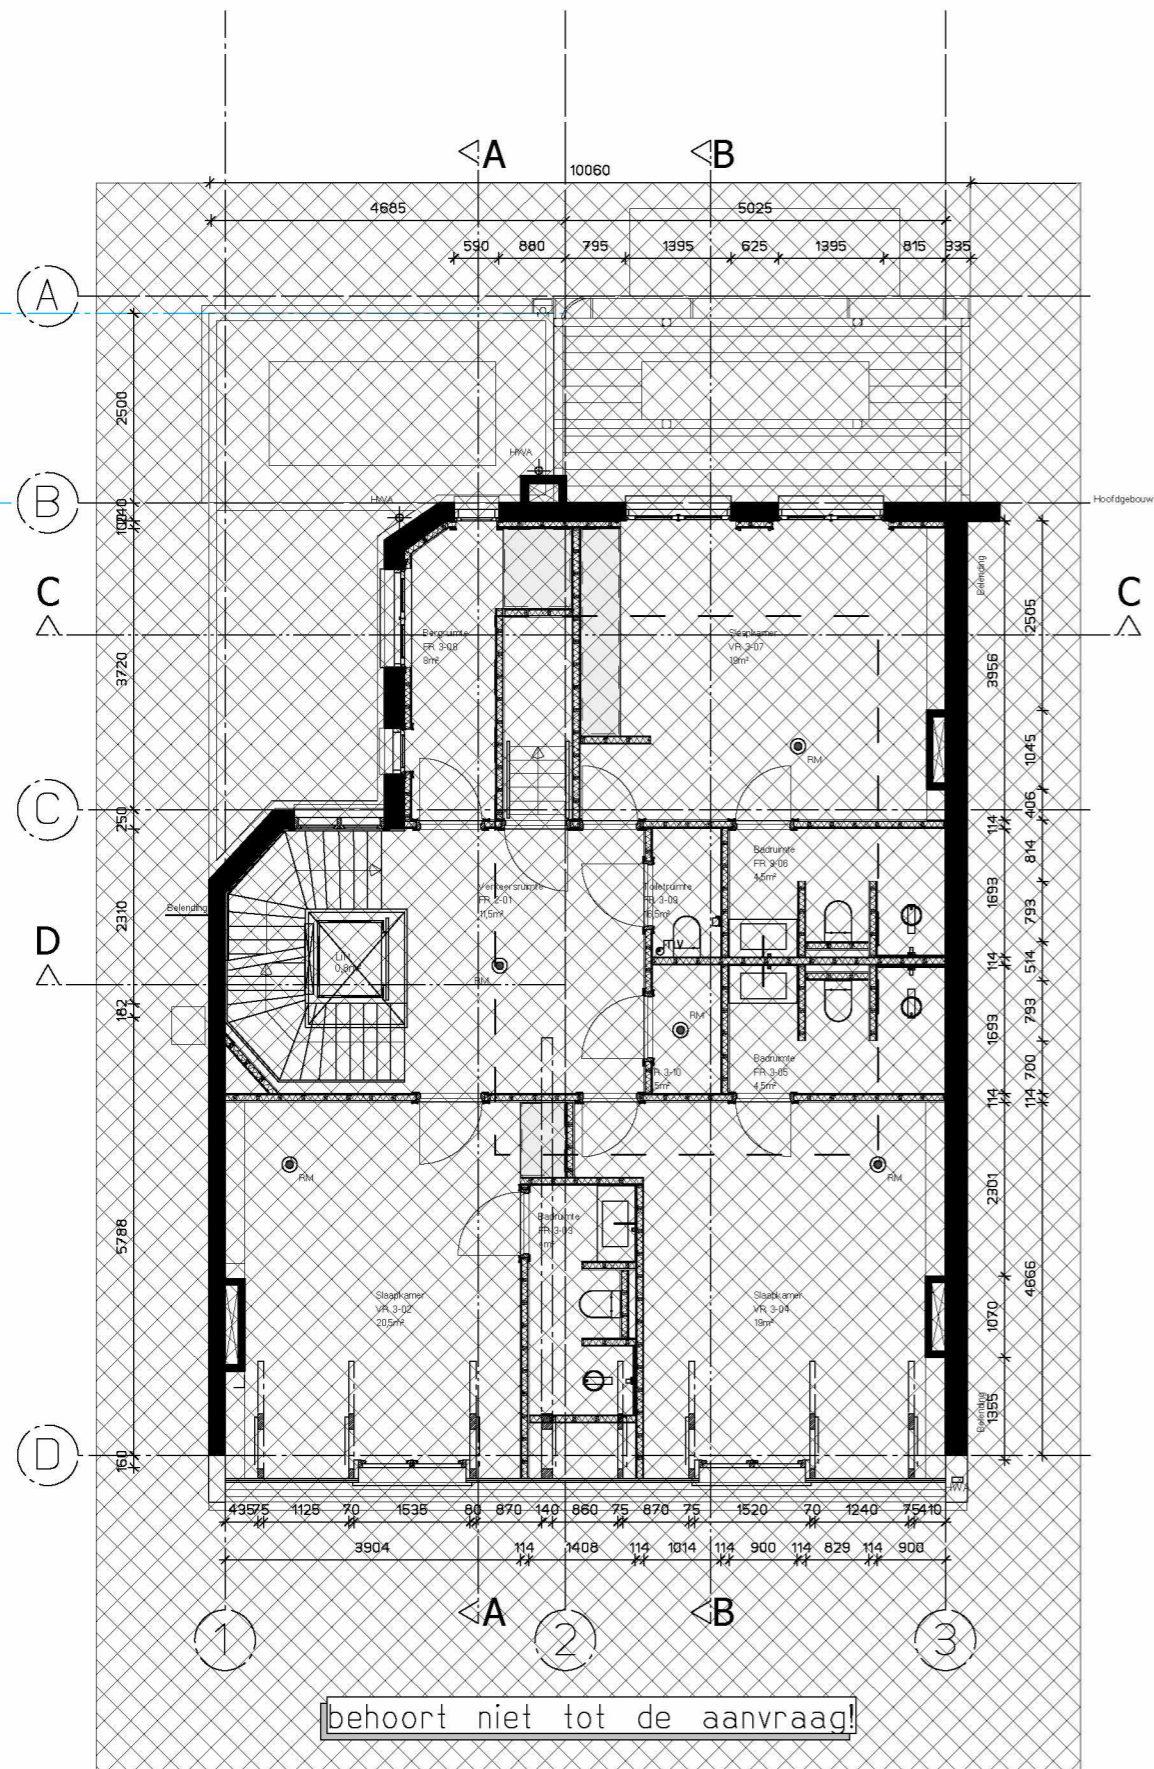 A
B
10060
4685
5025
590
880
795
1395
625
1395
815
335
A
2500
HWA
HWA
B
Hoofdgebouw
240
Belending
C
C
Bergruimte
FR 3-08
8m²
Slaapkamer
VR 3-07
19m²
2505
3956
3720
1045
RM
C
250
406
114
814
Badruimte
FR 3-06
4,5m²
Verkeersruimte
11,5m²
Toiletruimte
FR 3-09
Belending
2310
1693
793
D
mv
Lift
RM
114
514
182
RM
793
1693
Badruimte
FR 3-05
4,5m²
700
114
114
RM
RM
2301
5788
Badruimte
FR 3-03
4666
Slaapkamer
VR 3-02
20,5m²
Slaapkamer
VR 3-04
19m²
1070
1355
Belending
D
160
HWA
435
75
1125
70
1535
80
870
140
860
75
870
75
1520
70
1240
75
410
3904
114
1408
114
1014
114
900
114
829
114
900
A
B
1
2
3
behoort niet tot de aanvraag!